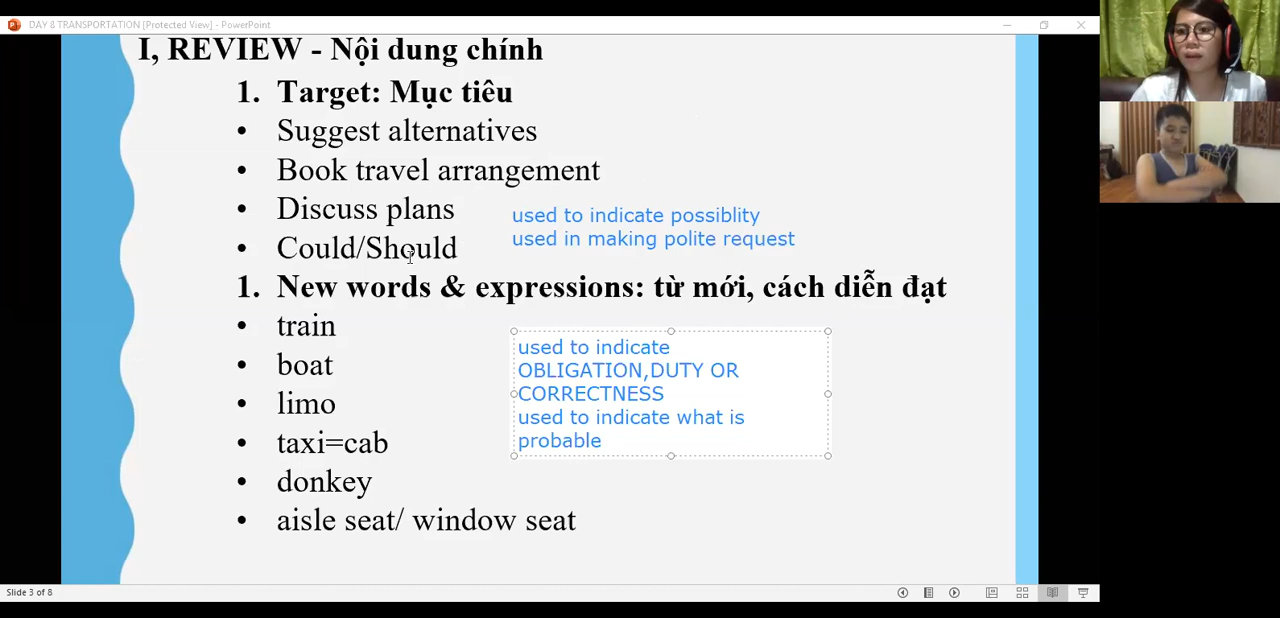 DAY 8 TRANSPORTATION [Protected View] - PowerPoint
I, REVIEW - Nội dung chính
1. Target: Mục tiêu
• Suggest alternatives
• Book travel arrangement
• Discuss plans
used to indicate possiblity
used in making polite request
• Could/Should
1. New words & expressions: từ mới, cách diễn đạt
• train
• boat
• limo
• taxi=cab
• donkey
• aisle seat/ window seat
used to indicate
OBLIGATION,DUTY OR
CORRECTNESS
used to indicate what is
probable
Slide 3 of 8